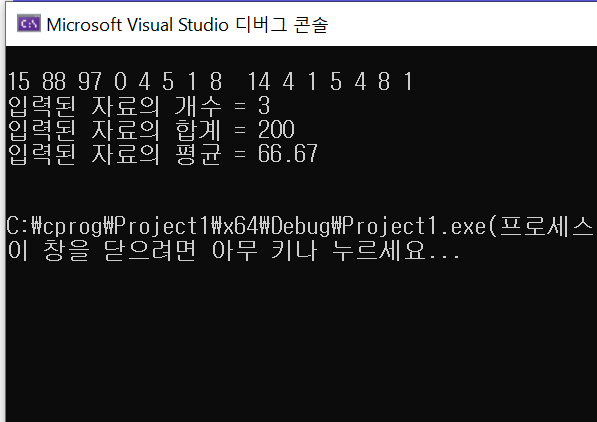 C:\ Microsoft Visual Studio 디버그 콘솔
15 88 97 0 4 5 1 8  14 4 1 5 4 8 1
입력된 자료의 개수 = 3
입력된 자료의 합계 = 200
입력된 자료의 평균 = 66.67
C:₩cprog₩Project1₩x64₩Debug₩Project1.exe(프로세스
이 창을 닫으려면 아무 키나 누르세요...